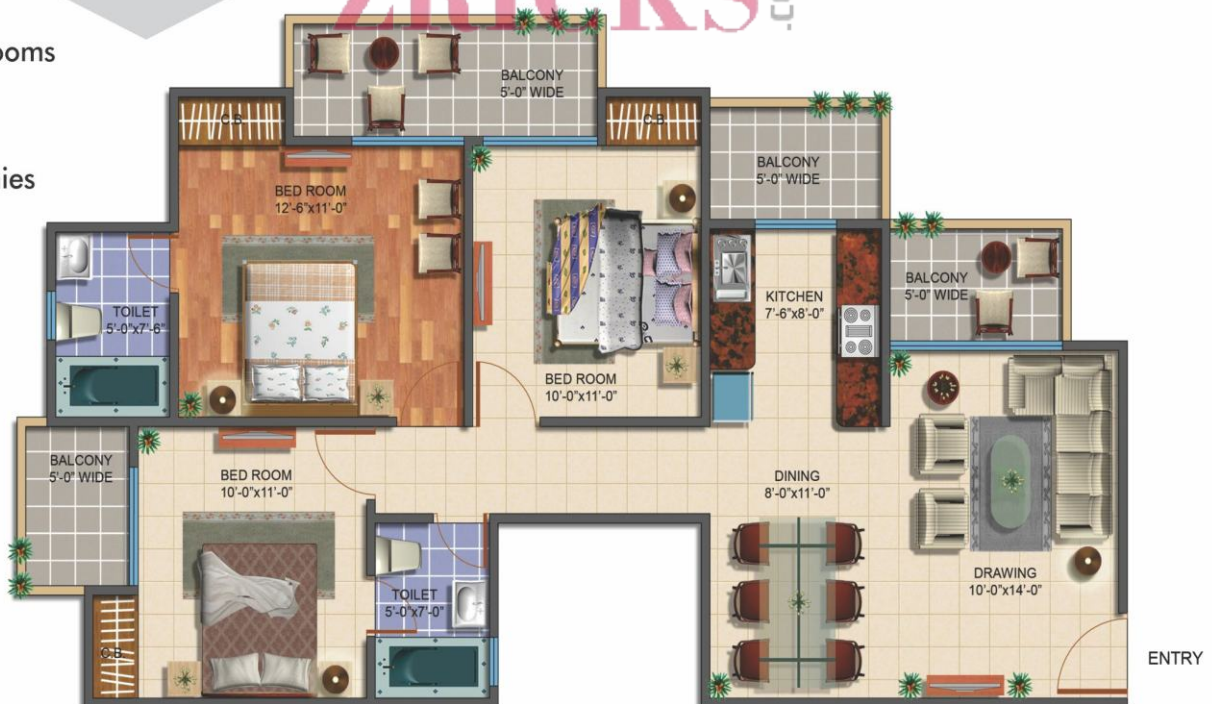 ooms
ies
BALCONY
5'-0" WIDE
C.B.
C.B.
BED ROOM
12'-6"x11'-0"
BALCONY
5'-0" WIDE
TOILET
5'-0"x7'-6"
KITCHEN
7'-6"x8'-0"
BALCONY
5'-0" WIDE
BED ROOM
10'-0"x11'-0"
BALCONY
5'-0" WIDE
BED ROOM
10'-0"x11'-0"
DINING
8'-0"x11'-0"
DRAWING
10'-0"x14'-0"
TOILET
5'-0"x7'-0"
C.B.
ENTRY